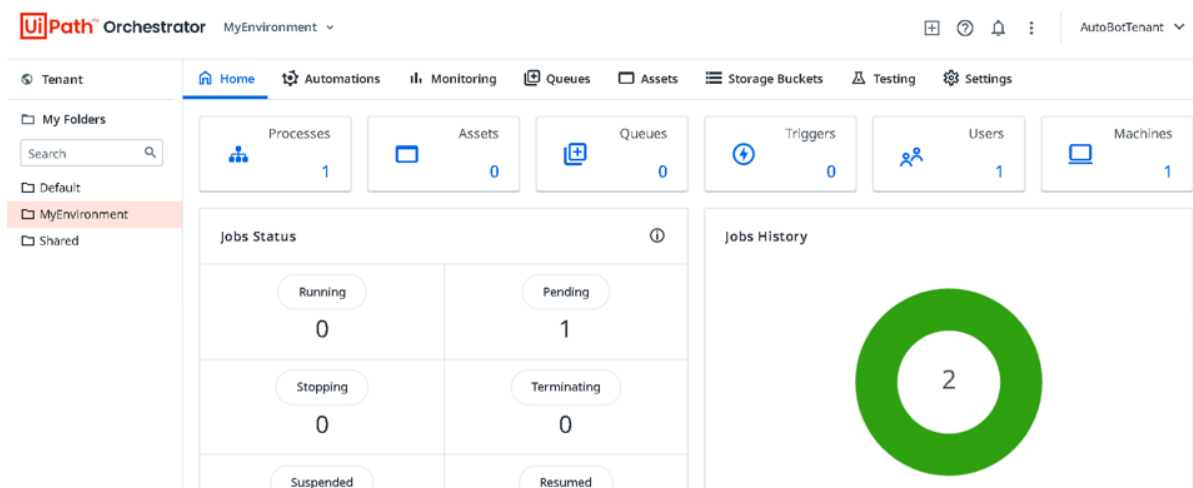 UiPath™ Orchestrator MyEnvironment AutoBotTenant
Tenant Home Automations Monitoring Queues Assets Storage Buckets Testing Settings
My Folders
Search
Default
MyEnvironment
Shared
Processes Assets Queues Triggers Users Machines
1 0 0 0 1 1
Jobs Status Jobs History
Running Pending
0 1
Stopping Terminating
0 0
2
Suspended Resumed